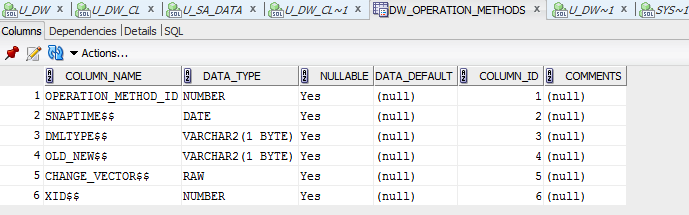 U_DW x U_DW_CL x U_SA_DATA x U_DW_CL~1 x DW_OPERATION_METHODS x U_DW~1 x SYS~1
Columns Dependencies Details SQL
Actions...
COLUMN_NAME DATA_TYPE NULLABLE DATA_DEFAULT COLUMN_ID COMMENTS
1 OPERATION_METHOD_ID NUMBER Yes (null) 1 (null)
2 SNAPTIME$$ DATE Yes (null) 2 (null)
3 DMLTYPE$$ VARCHAR2(1 BYTE) Yes (null) 3 (null)
4 OLD_NEW$$ VARCHAR2(1 BYTE) Yes (null) 4 (null)
5 CHANGE_VECTOR$$ RAW Yes (null) 5 (null)
6 XID$$ NUMBER Yes (null) 6 (null)